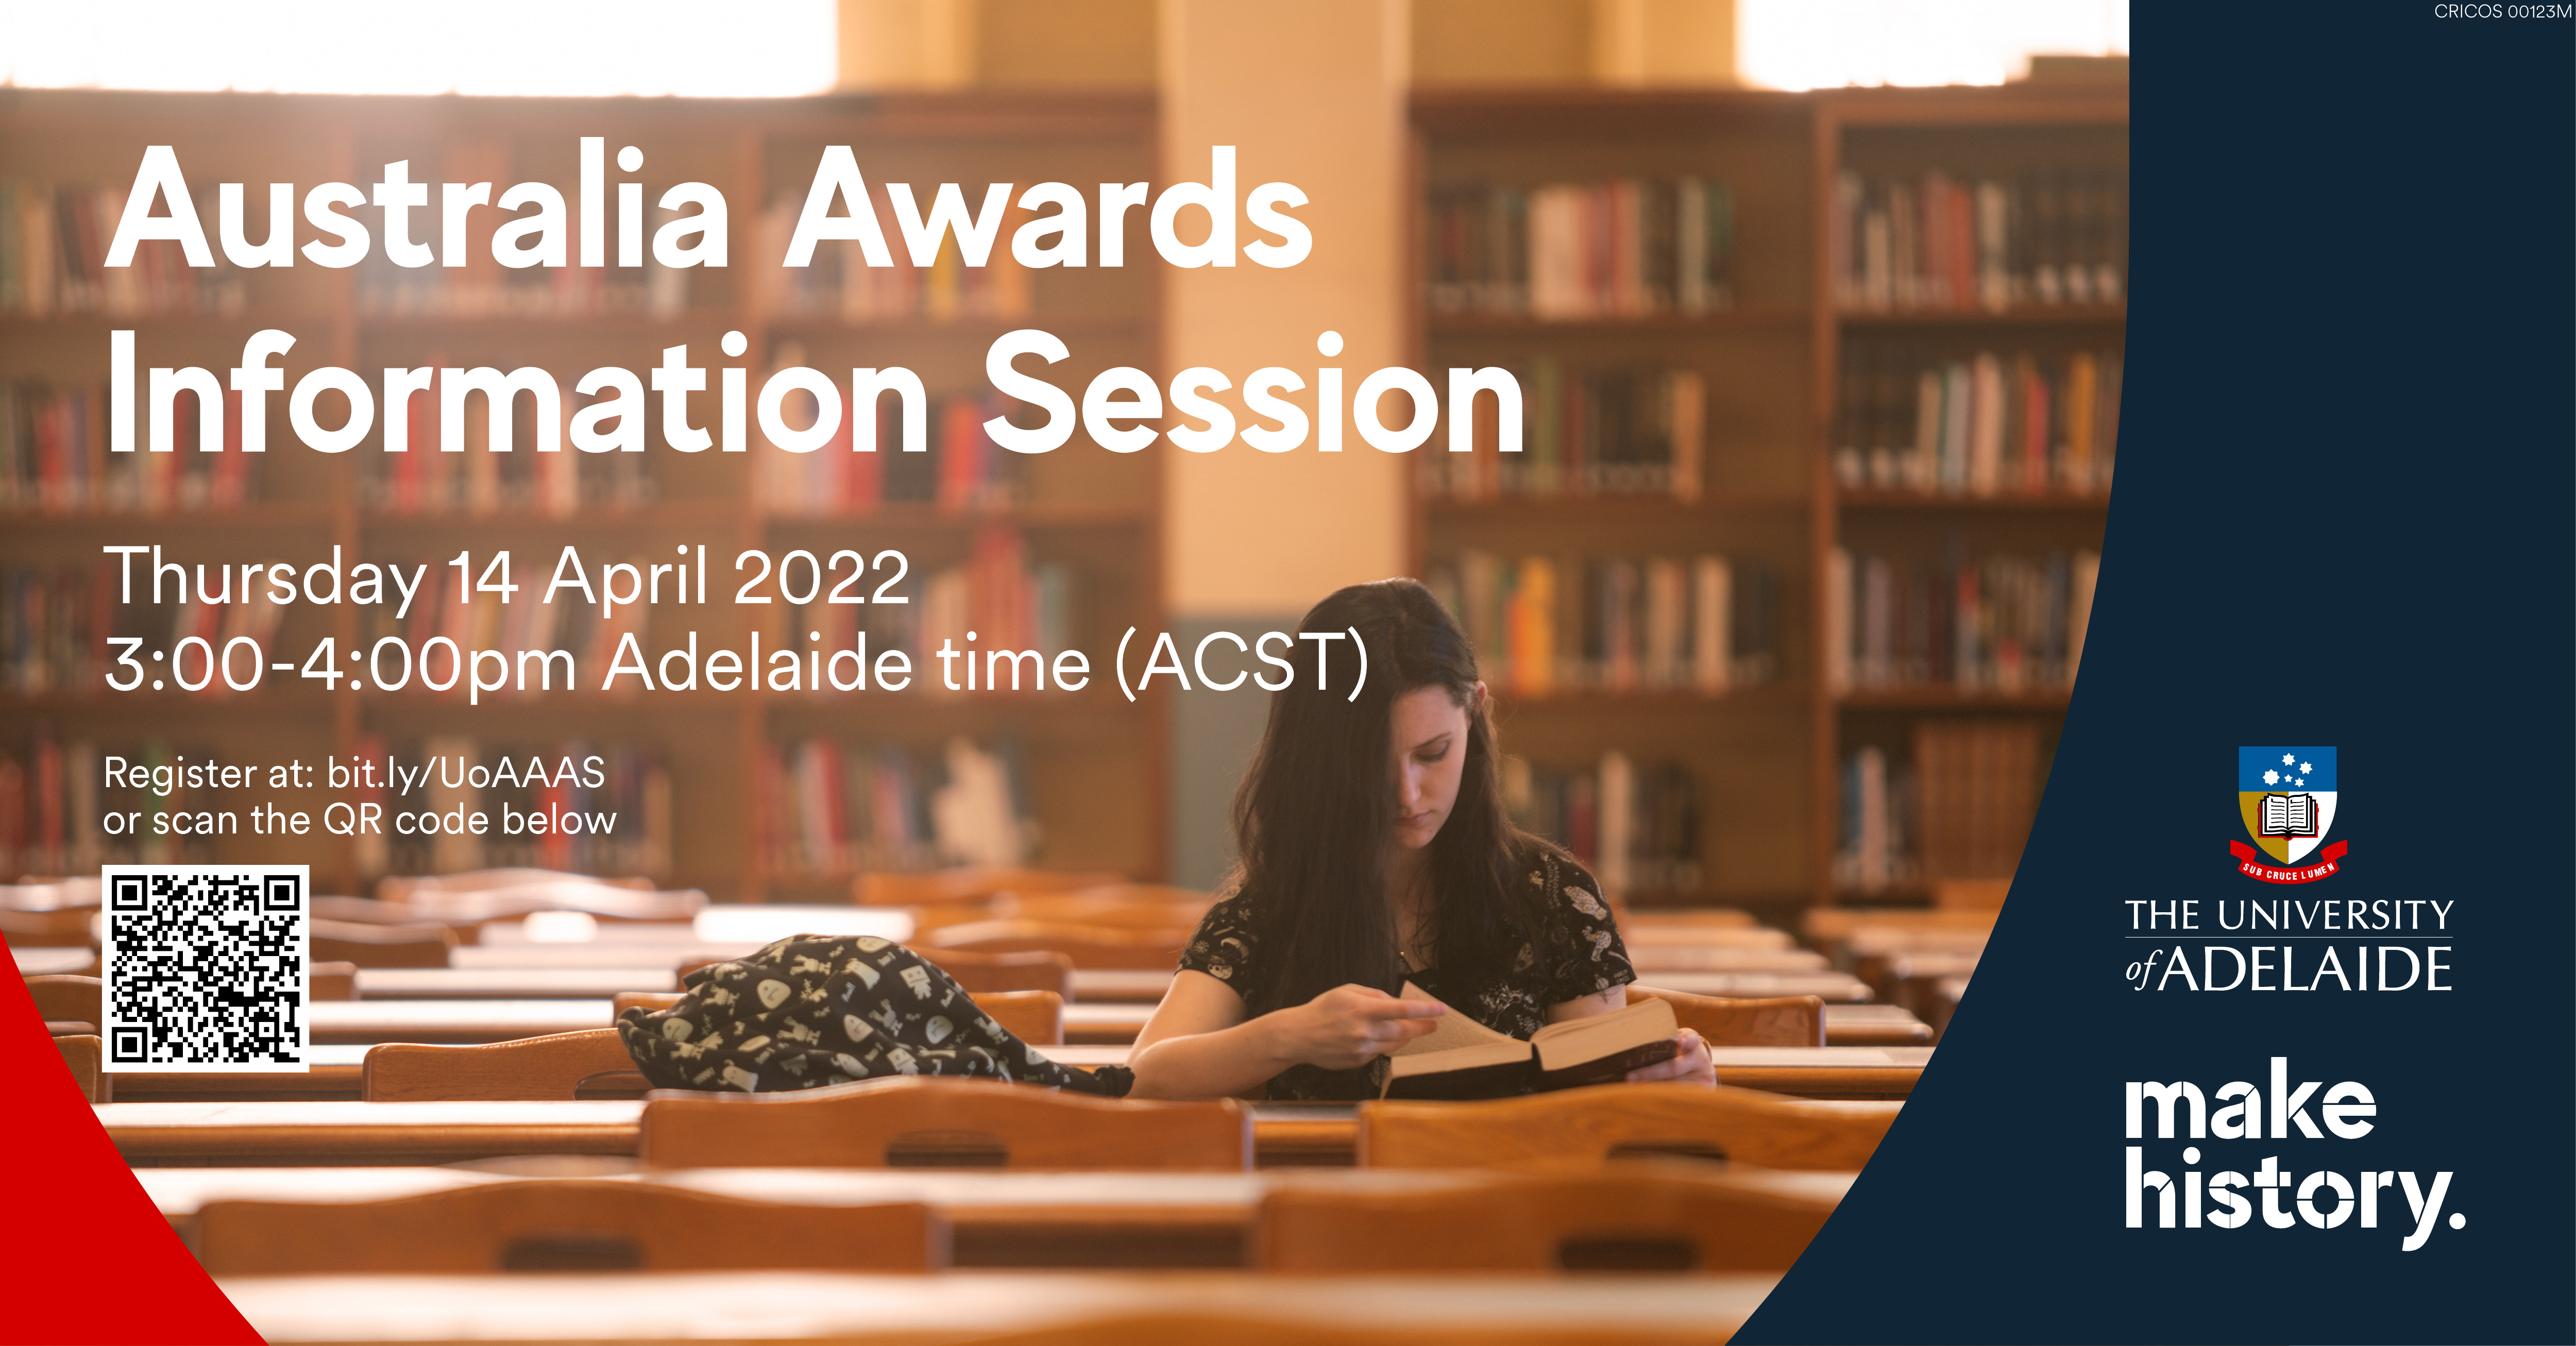 CRICOS 00123M
Australia Awards
Information Session
Thursday 14 April 2022
3:00-4:00pm Adelaide time (ACST)
Register at: bit.ly/UoAAAS
or scan the QR code below
SUB CRUCE LUMEN
THE UNIVERSITY
of ADELAIDE
make
history.